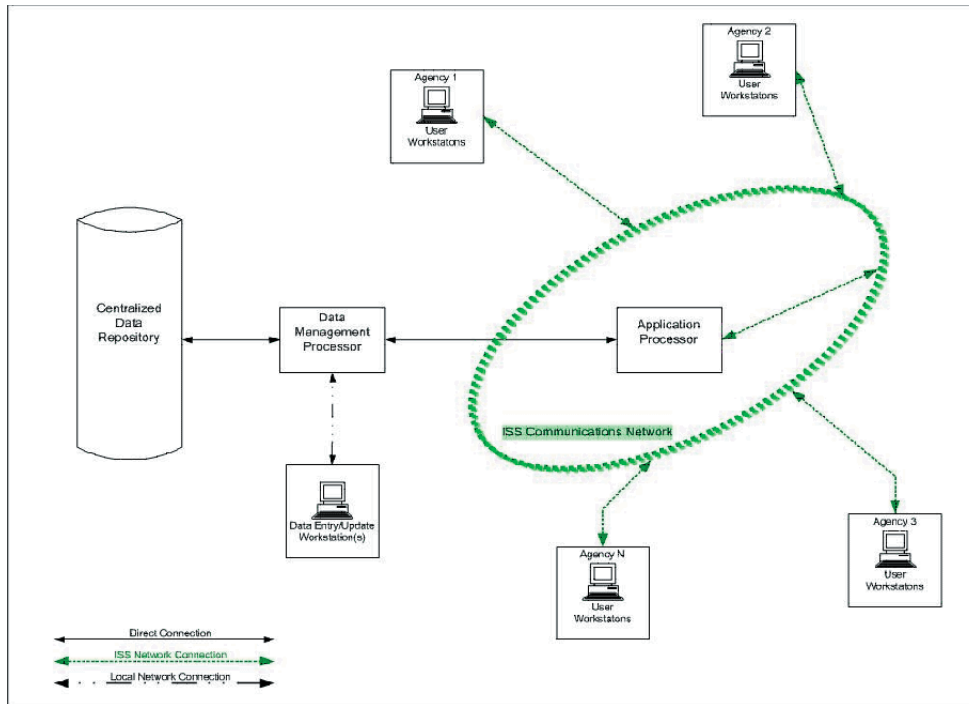 Agency 2
User
Workstatons
Agency 1
User
Workstatons
Centralized
Data
Repository
Data
Management
Processor
Application
Processor
ISS Communications Network
Data Entry/Update
Workstation(s)
Agency 3
User
Workstatons
Agency N
User
Workstatons
Direct Connection
ISS Network Connection
Local Network Connection